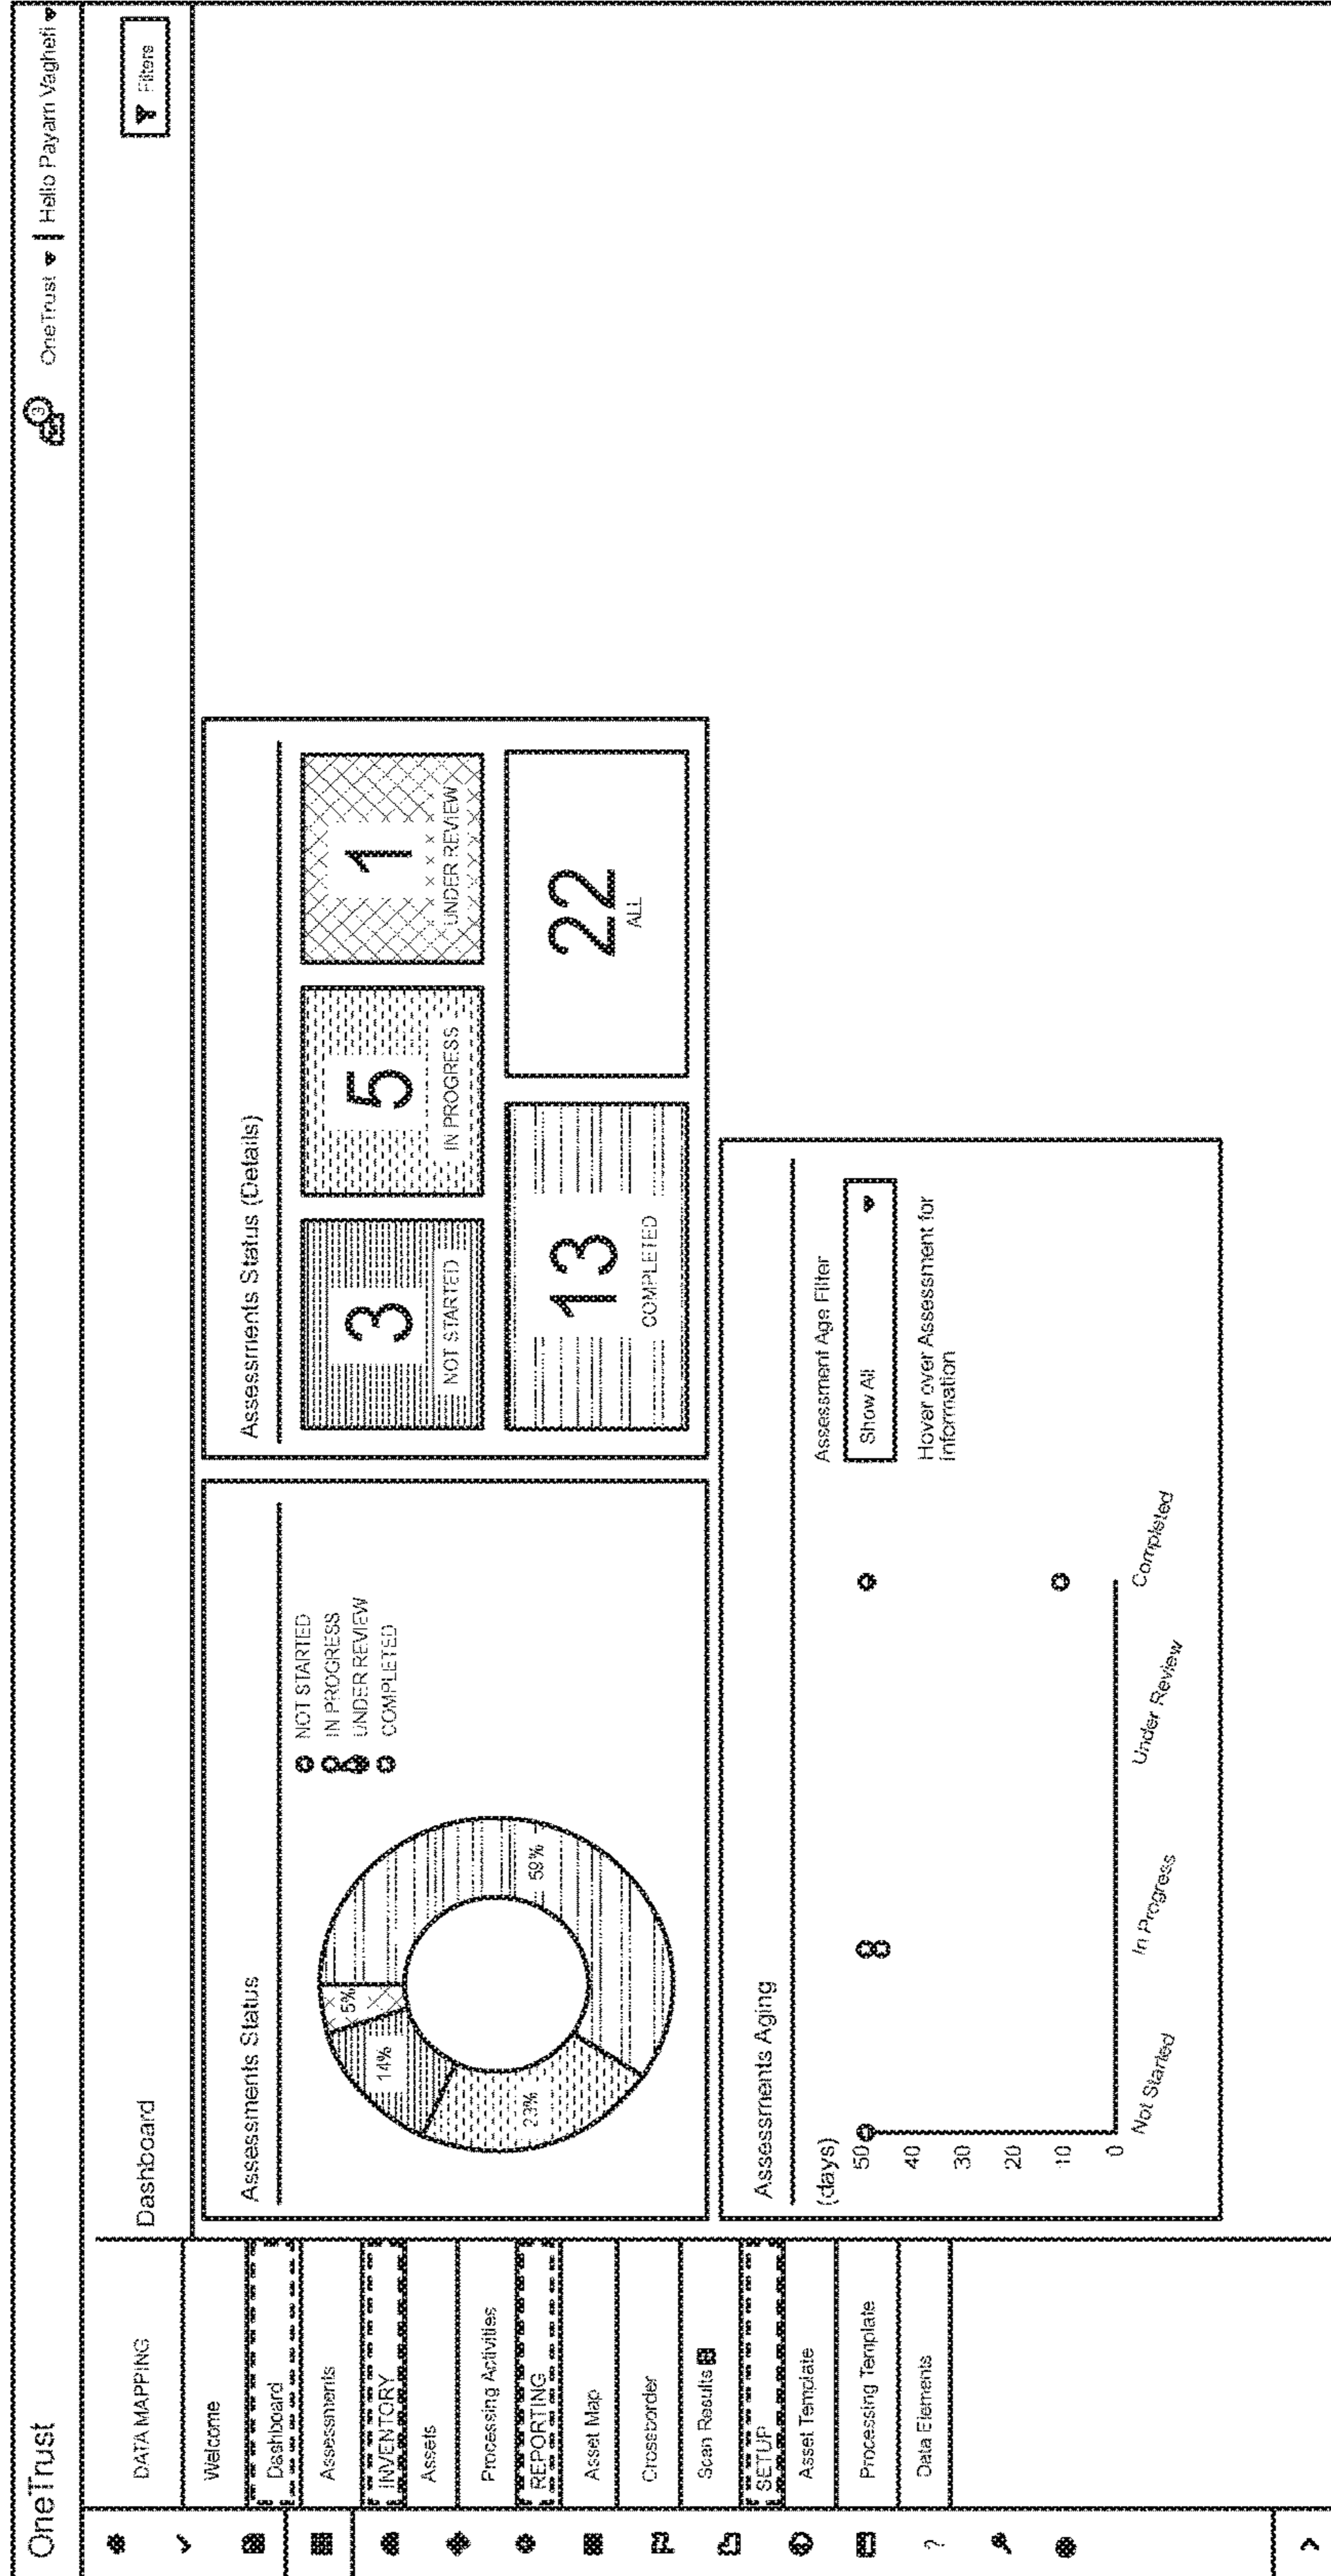 OneTrust
3
OneTrust | Hello Payam Vaghefi
DATA MAPPING
Welcome
Dashboard
Assessments
INVENTORY
Assets
Processing Activities
REPORTING
Asset Map
Crossborder
Scan Results
SETUP
Asset Template
Processing Template
Data Elements
?
Dashboard
Filters
Assessments Status
5%
14%
23%
59%
NOT STARTED
IN PROGRESS
UNDER REVIEW
COMPLETED
Assessments Status (Details)
3
NOT STARTED
5
IN PROGRESS
1
UNDER REVIEW
13
COMPLETED
22
ALL
Assessments Aging
(days)
50
40
30
20
10
0
Not Started
In Progress
Under Review
Completed
Assessment Age Filter
Show All
Hover over Assessment for
information